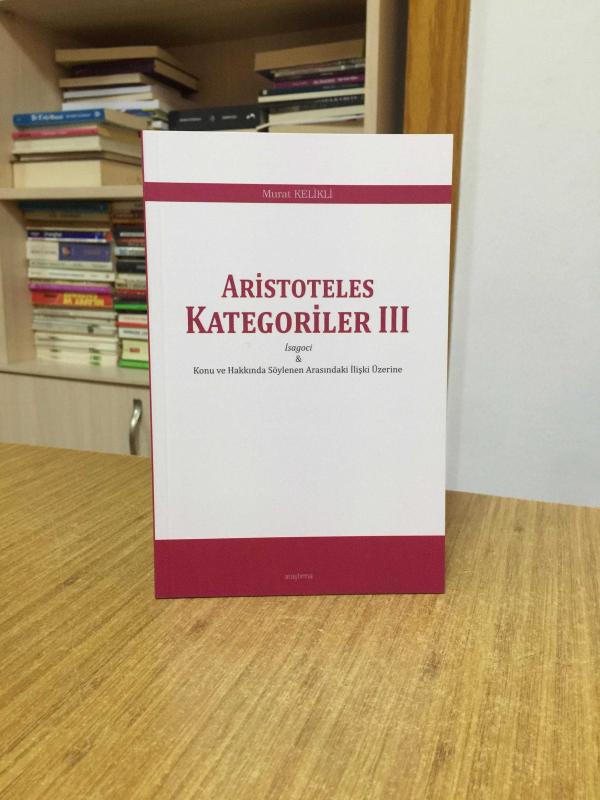 Murat KELİKLİ
ARİSTOTELES
KATEGORİLER III
İsagoci
&
Konu ve Hakkında Söylenen Arasındaki İlişki Üzerine
araştırma